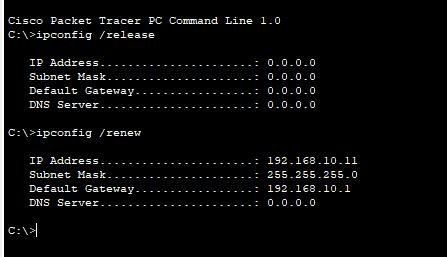 Cisco Packet Tracer PC Command Line 1.0
C:\>ipconfig /release
IP Address......................: 0.0.0.0
Subnet Mask.....................: 0.0.0.0
Default Gateway.................: 0.0.0.0
DNS Server......................: 0.0.0.0
C:\>ipconfig /renew
IP Address......................: 192.168.10.11
Subnet Mask.....................: 255.255.255.0
Default Gateway.................: 192.168.10.1
DNS Server......................: 0.0.0.0
C:\>